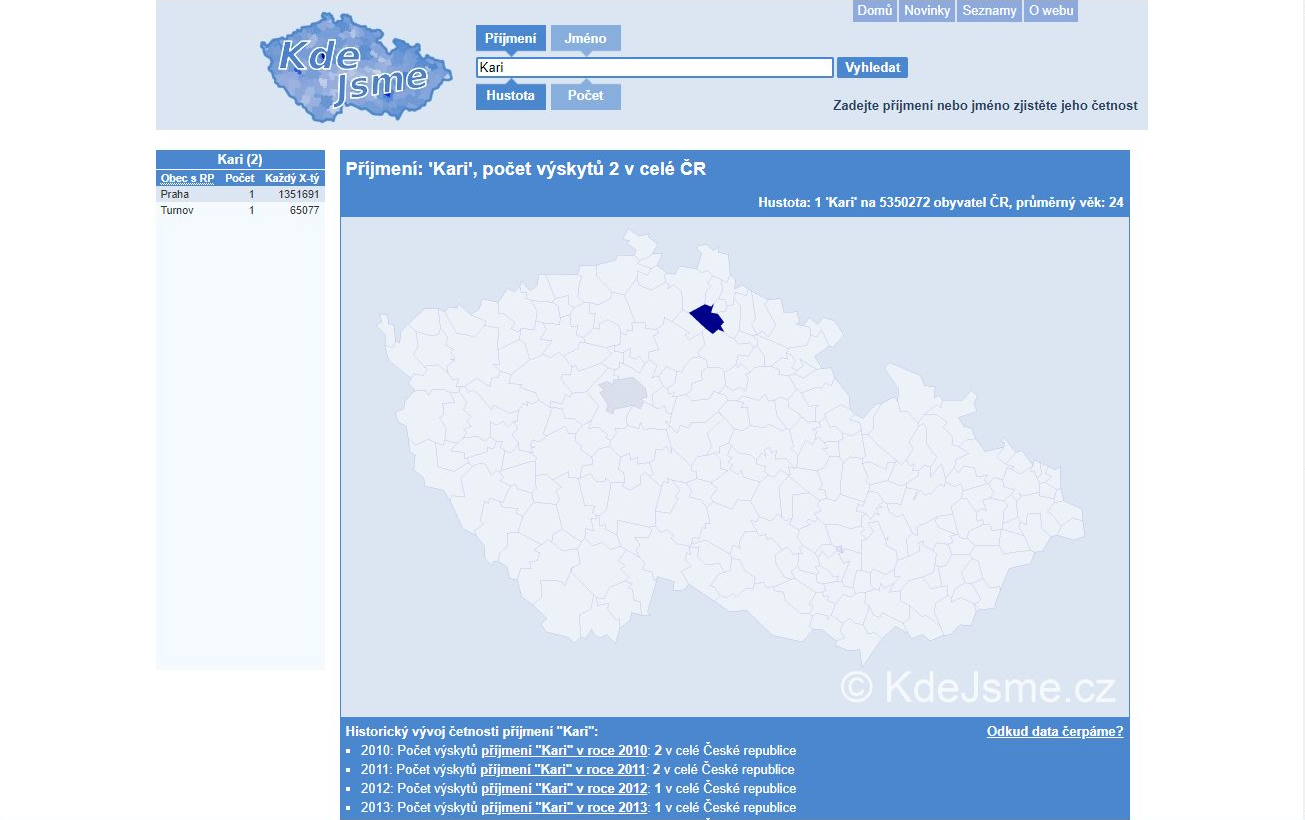 Domů Novinky Seznamy O webu
Kde
Jsme
Příjmení Jméno
Kari Vyhledat
Hustota Počet
Zadejte příjmení nebo jméno zjistěte jeho četnost
Kari (2)
Obec s RP Počet Každý X-tý
Praha 1 1351691
Turnov 1 65077
Příjmení: 'Kari', počet výskytů 2 v celé ČR
Hustota: 1 'Kari' na 5350272 obyvatel ČR, průměrný věk: 24
© KdeJsme.cz
Historický vývoj četnosti příjmení "Kari": Odkud data čerpáme?
2010: Počet výskytů příjmení "Kari" v roce 2010: 2 v celé České republice
2011: Počet výskytů příjmení "Kari" v roce 2011: 2 v celé České republice
2012: Počet výskytů příjmení "Kari" v roce 2012: 1 v celé České republice
2013: Počet výskytů příjmení "Kari" v roce 2013: 1 v celé České republice